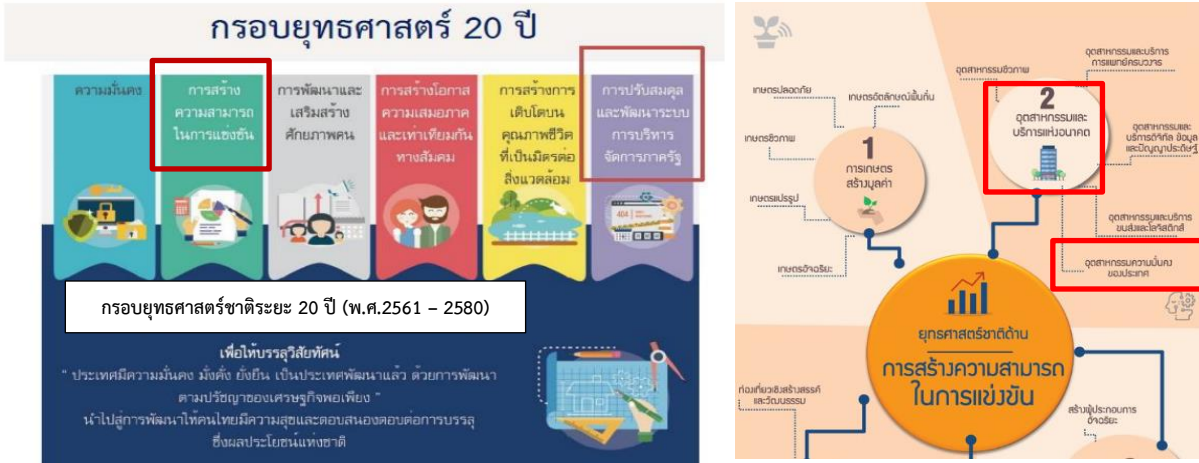 กรอบยุทธศาสตร์ 20 ปี
ความมั่นคง
การสร้าง
ความสามารถ
ในการแข่งขัน
การพัฒนาและ
เสริมสร้าง
ศักยภาพคน
การสร้างโอกาส
ความเสมอภาค
และเท่าเทียมกัน
ทางสังคม
การสร้างการ
เติบโตบน
คุณภาพชีวิต
ที่เป็นมิตรต่อ
สิ่งแวดล้อม
การปรับสมดุล
และพัฒนาระบบ
การบริหาร
จัดการภาครัฐ
404
กรอบยุทธศาสตร์ชาติระยะ 20 ปี (พ.ศ.2561 – 2580)
เพื่อให้บรรลุวิสัยทัศน์
" ประเทศมีความมั่นคง มั่งคั่ง ยั่งยืน เป็นประเทศพัฒนาแล้ว ด้วยการพัฒนา
ตามปรัชญาของเศรษฐกิจพอเพียง "
นำไปสู่การพัฒนาให้คนไทยมีความสุขและตอบสนองตอบต่อการบรรลุ
ซึ่งผลประโยชน์แห่งชาติ
เกษตรปลอดภัย
เกษตรอัตลักษณ์พื้นถิ่น
เกษตรชีวภาพ
เกษตรแปรรูป
เกษตรอัจฉริยะ
1
การเกษตร
สร้างมูลค่า
อุตสาหกรรมชีวภาพ
อุตสาหกรรมและบริการ
การแพทย์ครบวงจร
2
อุตสาหกรรมและ
บริการแห่งอนาคต
อุตสาหกรรมและ
บริการดิจิทัล ข้อมูล
และปัญญาประดิษฐ์
อุตสาหกรรมและบริการ
ขนส่งและโลจิสติกส์
อุตสาหกรรมความมั่นคง
ของประเทศ
ยุทธศาสตร์ชาติด้าน
การสร้างความสามารถ
ในการแข่งขัน
ท่องเที่ยวเชิงสร้างสรรค์
และวัฒนธรรม
สร้างผู้ประกอบการ
อัจฉริยะ